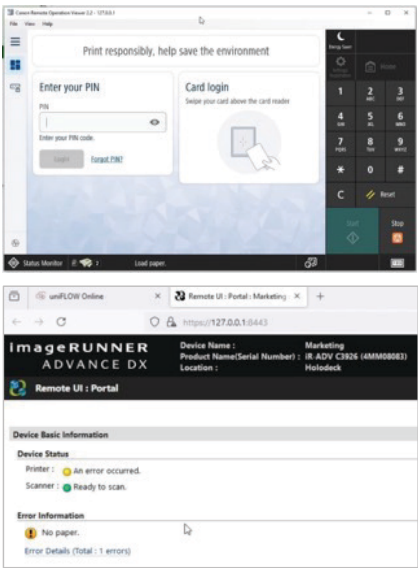 Canon Remote Operation Viewer 2.2 - 127.0.0.1
File View Help
Print responsibly, help save the environment
Energy Saver
Home
Enter your PIN
PIN
Enter your PIN code.
Login Forgot PIN?
Card login
Swipe your card above the card reader
1 2 ABC 3 DEF
4 GHI 5 JKL 6 MNO
7 PQRS 8 TUV 9 WXYZ
* 0 #
C Reset
Start Stop
Status Monitor Load paper.
uniFLOW Online Remote UI : Portal : Marketing
https://127.0.0.1:8443
imageRUNNER
ADVANCE DX
Device Name : Marketing
Product Name(Serial Number) : iR-ADV C3926 (4MM08083)
Location : Holodeck
Remote UI : Portal
Device Basic Information
Device Status
Printer : An error occurred.
Scanner : Ready to scan.
Error Information
No paper.
Error Details (Total : 1 errors)